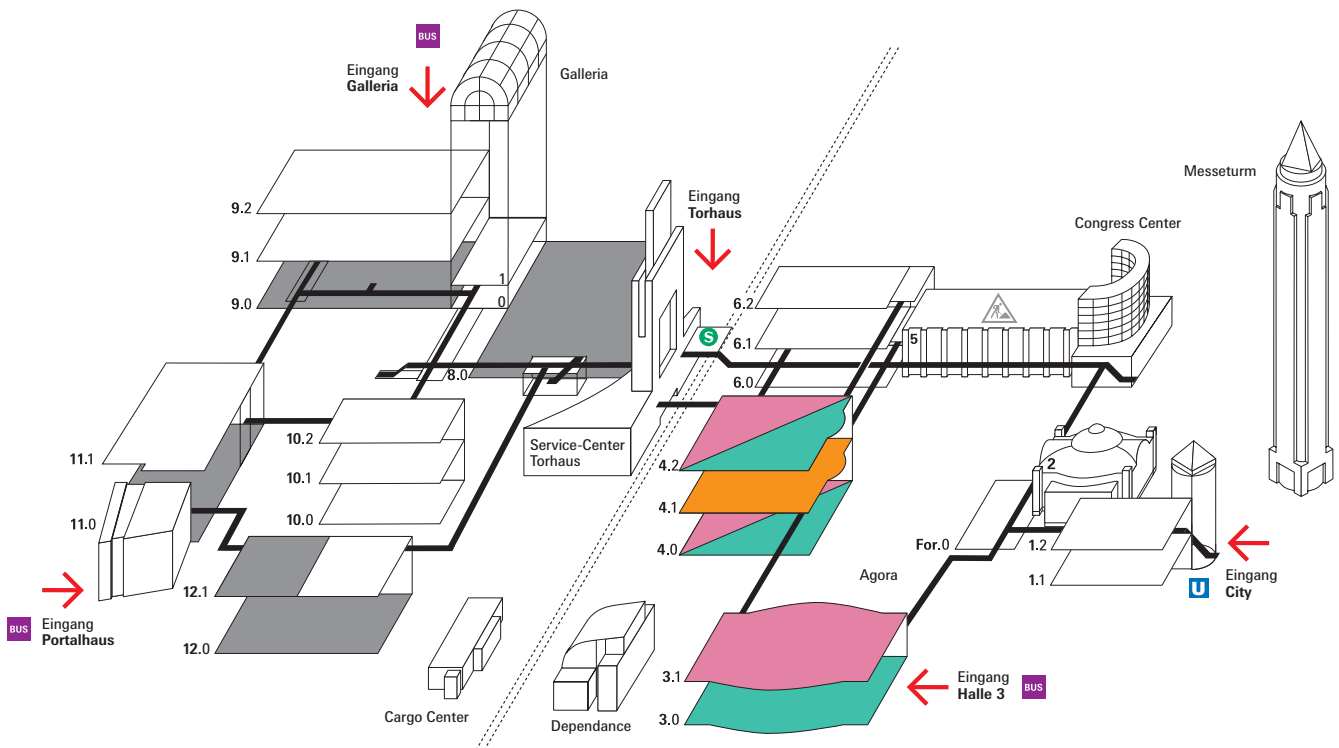 BUS
Eingang
Galleria
Galleria
Messeturm
Eingang
Torhaus
Congress Center
9.2
9.1
9.0
1
0
8.0
S
6.2
6.1
6.0
5
11.1
11.0
10.2
10.1
10.0
Service-Center
Torhaus
4.2
4.1
4.0
2
For.0
1.2
1.1
12.1
12.0
Agora
U
Eingang
City
BUS
Eingang
Portalhaus
3.1
3.0
Eingang
Halle 3
BUS
Cargo Center
Dependance